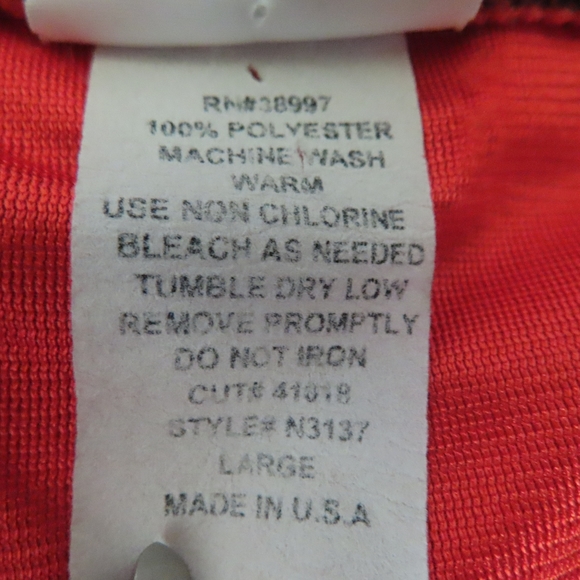 RN#38997
100% POLYESTER
MACHINE WASH
WARM
USE NON CHLORINE
BLEACH AS NEEDED
TUMBLE DRY LOW
REMOVE PROMPTLY
DO NOT IRON
CUT# 41818
STYLE# N3137
LARGE
MADE IN U.S.A